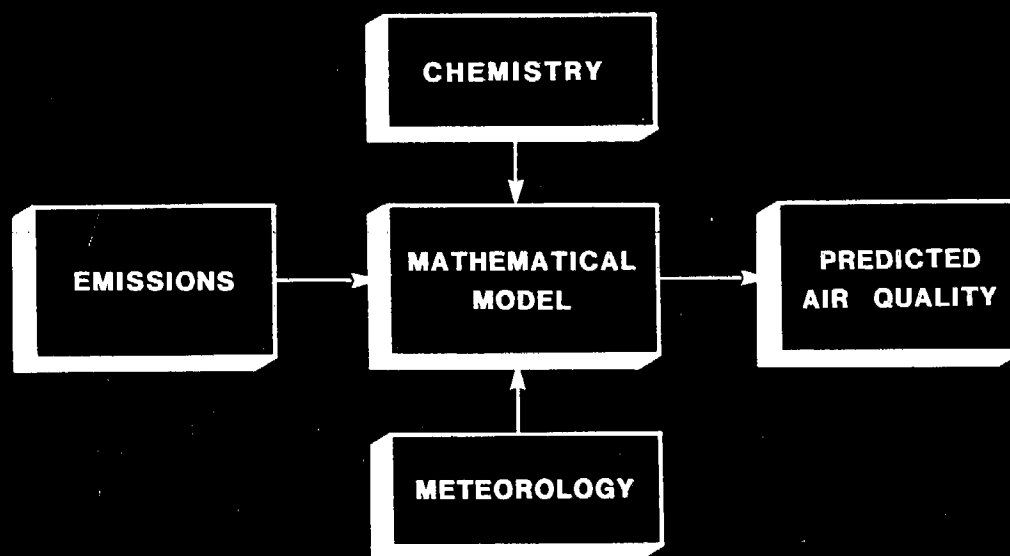 CHEMISTRY
EMISSIONS
MATHEMATICAL
MODEL
PREDICTED
AIR QUALITY
METEOROLOGY